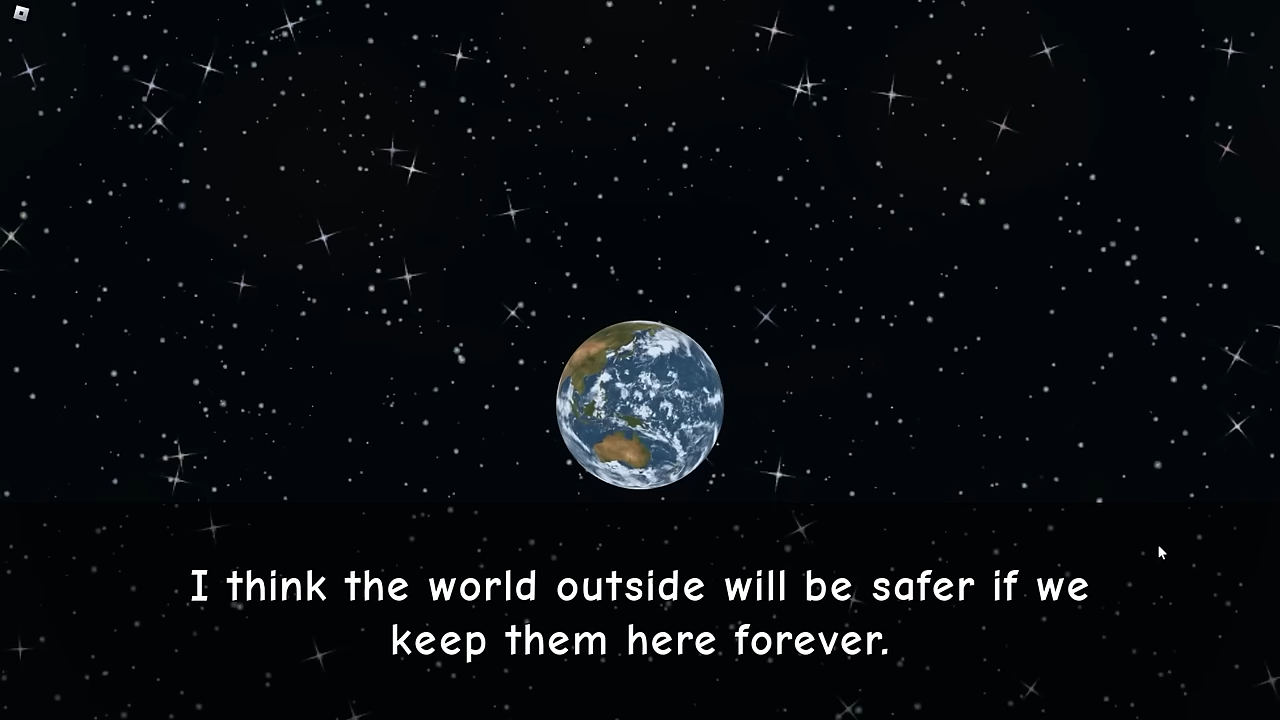 I think the world outside will be safer if we
keep them here forever.